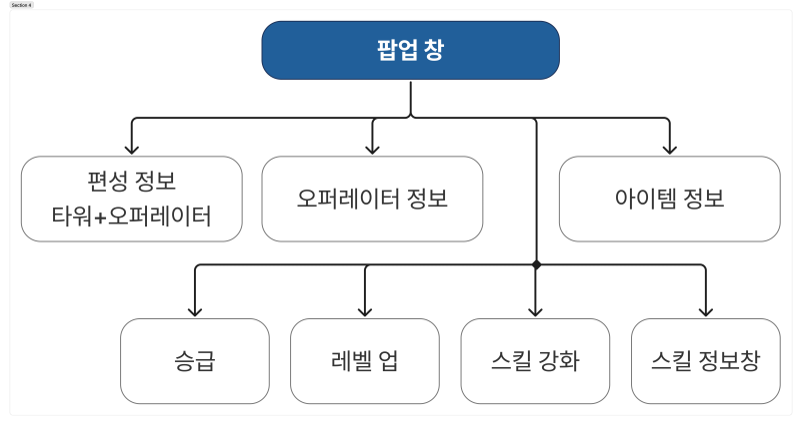 Section 4
팝업 창
편성 정보
타워+오퍼레이터
오퍼레이터 정보
아이템 정보
승급
레벨 업
스킬 강화
스킬 정보창